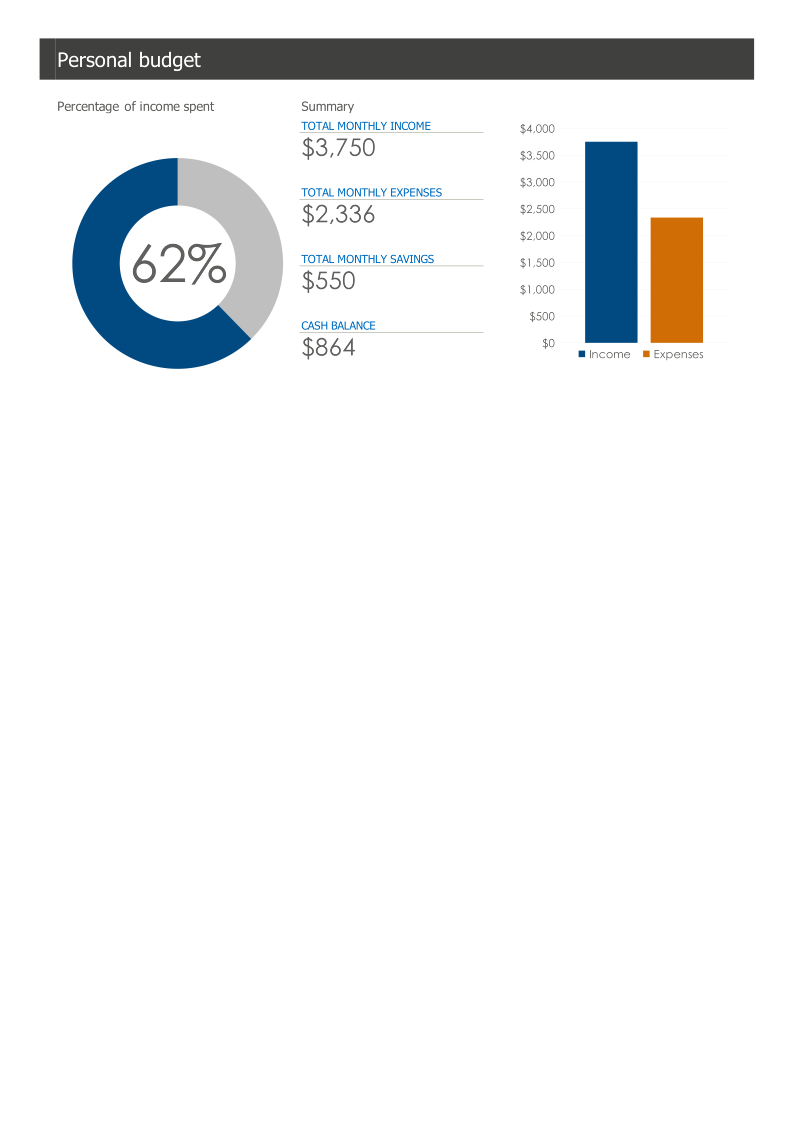 Personal budget
Percentage of income spent
62%
Summary
TOTAL MONTHLY INCOME
$3,750
TOTAL MONTHLY EXPENSES
$2,336
TOTAL MONTHLY SAVINGS
$550
CASH BALANCE
$864
$4,000
$3,500
$3,000
$2,500
$2,000
$1,500
$1,000
$500
$0
Income Expenses